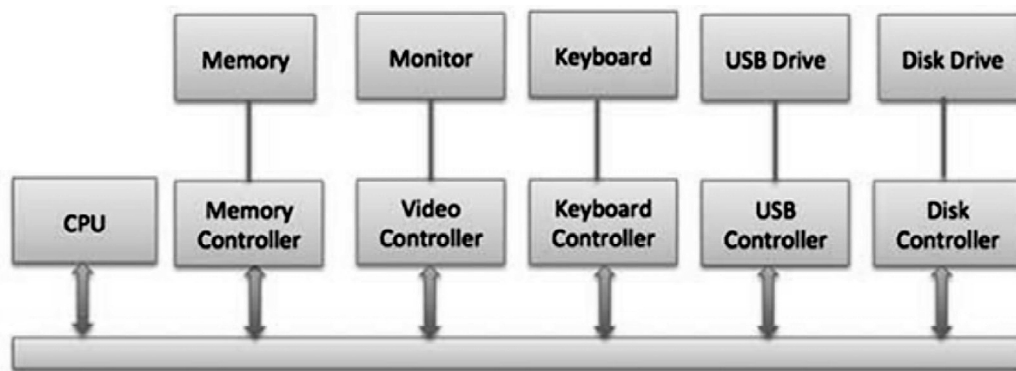 Memory
Monitor
Keyboard
USB Drive
Disk Drive
CPU
Memory
Controller
Video
Controller
Keyboard
Controller
USB
Controller
Disk
Controller